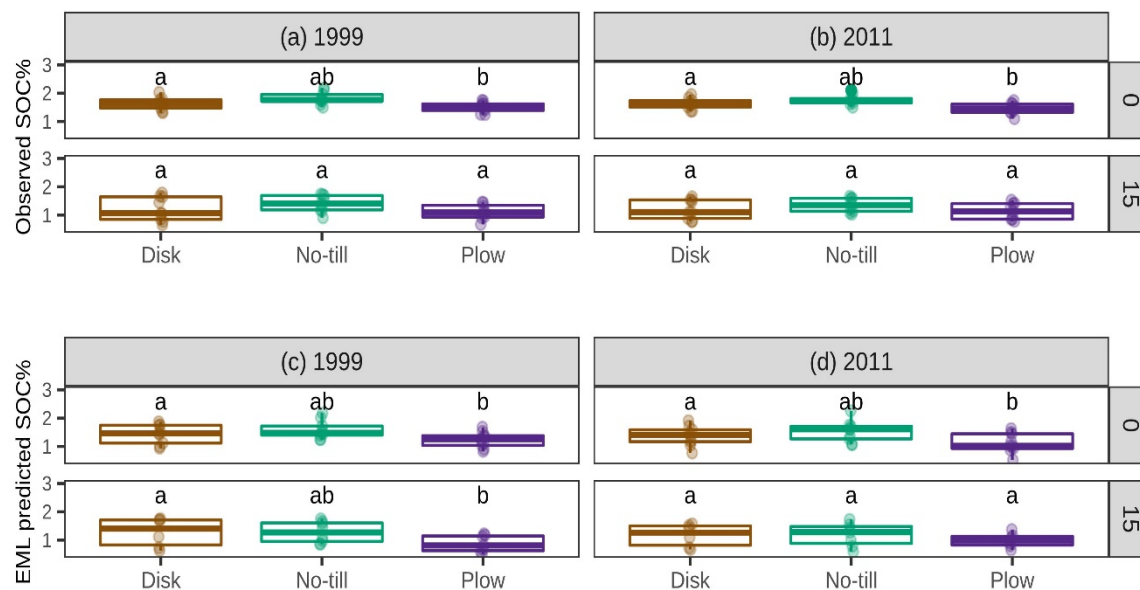 (a) 1999
(b) 2011
Observed SOC%
3
2
1
a
ab
b
a
ab
b
0
3
2
1
a
a
a
a
a
a
15
Disk
No-till
Plow
Disk
No-till
Plow
(c) 1999
(d) 2011
EML predicted SOC%
3
2
1
a
ab
b
a
ab
b
0
3
2
1
a
ab
b
a
a
a
15
Disk
No-till
Plow
Disk
No-till
Plow